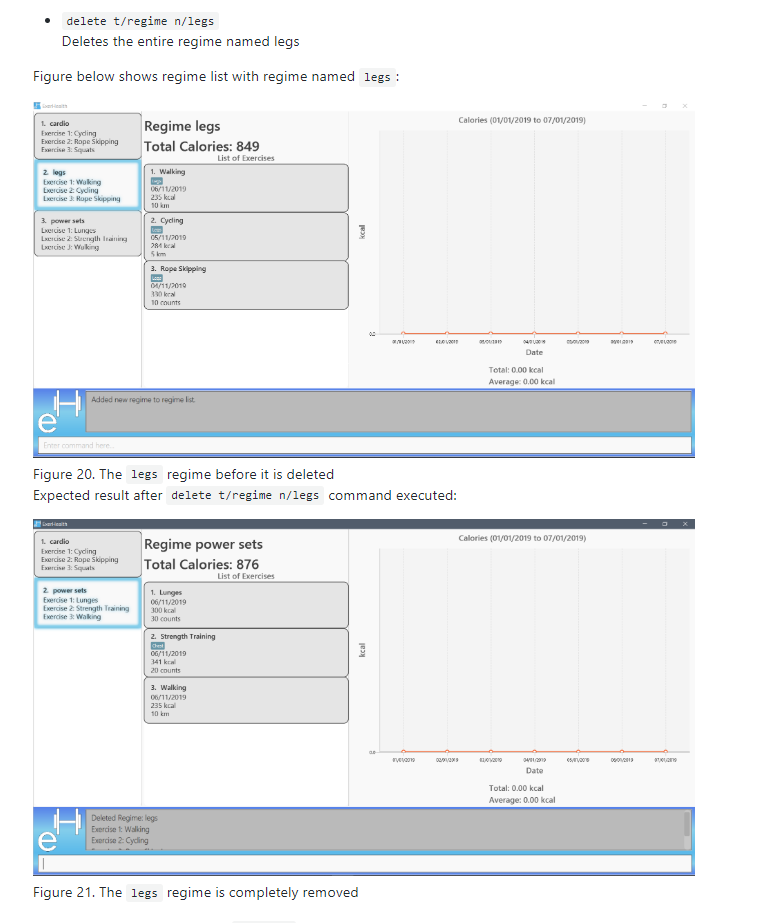 delete t/regime n/legs
Deletes the entire regime named legs
Figure below shows regime list with regime named legs :
1. cardio
Exercise 1: Cycling
Exercise 2: Rope Skipping
Exercise 3: Squats
2. legs
Exercise 1: Walking
Exercise 2: Cycling
Exercise 3: Rope Skipping
3. power sets
Exercise 1: Lunges
Exercise 2: Strength Training
Exercise 3: Walking
Regime legs
Total Calories: 849
List of Exercises
1. Walking
Legs
06/11/2019
235 kcal
10 km
2. Cycling
Legs
05/11/2019
284 kcal
5 km
3. Rope Skipping
Legs
04/11/2019
330 kcal
10 counts
Calories (01/01/2019 to 07/01/2019)
kcal
0.0
01/01/2019 02/01/2019 03/01/2019 04/01/2019 05/01/2019 06/01/2019 07/01/2019
Date
Total: 0.00 kcal
Average: 0.00 kcal
eH
Added new regime to regime list.
Enter command here...
Figure 20. The legs regime before it is deleted
Expected result after delete t/regime n/legs command executed:
1. cardio
Exercise 1: Cycling
Exercise 2: Rope Skipping
Exercise 3: Squats
2. power sets
Exercise 1: Lunges
Exercise 2: Strength Training
Exercise 3: Walking
Regime power sets
Total Calories: 876
List of Exercises
1. Lunges
06/11/2019
300 kcal
30 counts
2. Strength Training
Chest
06/11/2019
341 kcal
20 counts
3. Walking
06/11/2019
235 kcal
10 km
Calories (01/01/2019 to 07/01/2019)
kcal
0.0
01/01/2019 02/01/2019 03/01/2019 04/01/2019 05/01/2019 06/01/2019 07/01/2019
Date
Total: 0.00 kcal
Average: 0.00 kcal
eH
Deleted Regime: legs
Exercise 1: Walking
Exercise 2: Cycling
Figure 21. The legs regime is completely removed